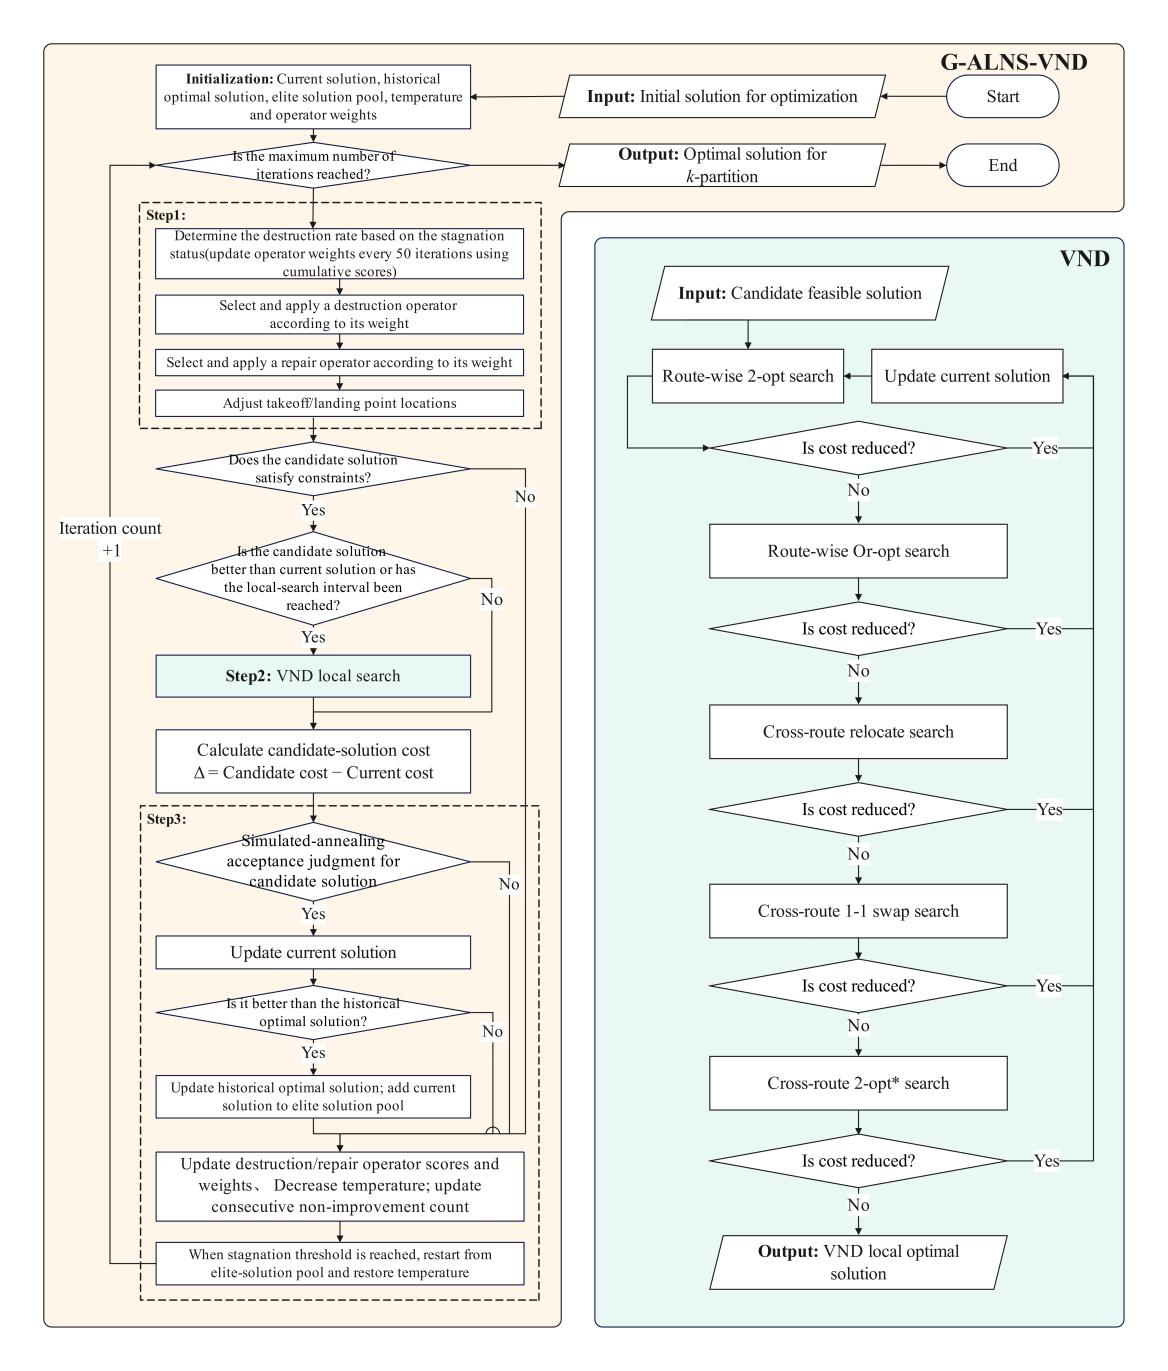 G-ALNS-VND
Start
Input: Initial solution for optimization
Initialization: Current solution, historical
optimal solution, elite solution pool, temperature
and operator weights
Is the maximum number of
iterations reached?
Output: Optimal solution for
k-partition
End
Step1:
Determine the destruction rate based on the stagnation
status(update operator weights every 50 iterations using
cumulative scores)
Select and apply a destruction operator
according to its weight
Select and apply a repair operator according to its weight
Adjust takeoff/landing point locations
Does the candidate solution
satisfy constraints?
No
Yes
Iteration count
+1
Is the candidate solution
better than current solution or has
the local-search interval been
reached?
No
Yes
Step2: VND local search
Calculate candidate-solution cost
Δ = Candidate cost − Current cost
Step3:
Simulated-annealing
acceptance judgment for
candidate solution
No
Yes
Update current solution
Is it better than the historical
optimal solution?
No
Yes
Update historical optimal solution; add current
solution to elite solution pool
Update destruction/repair operator scores and
weights、 Decrease temperature; update
consecutive non-improvement count
When stagnation threshold is reached, restart from
elite-solution pool and restore temperature
VND
Input: Candidate feasible solution
Route-wise 2-opt search
Update current solution
Is cost reduced?
Yes
No
Route-wise Or-opt search
Is cost reduced?
Yes
No
Cross-route relocate search
Is cost reduced?
Yes
No
Cross-route 1-1 swap search
Is cost reduced?
Yes
No
Cross-route 2-opt* search
Is cost reduced?
Yes
No
Output: VND local optimal
solution